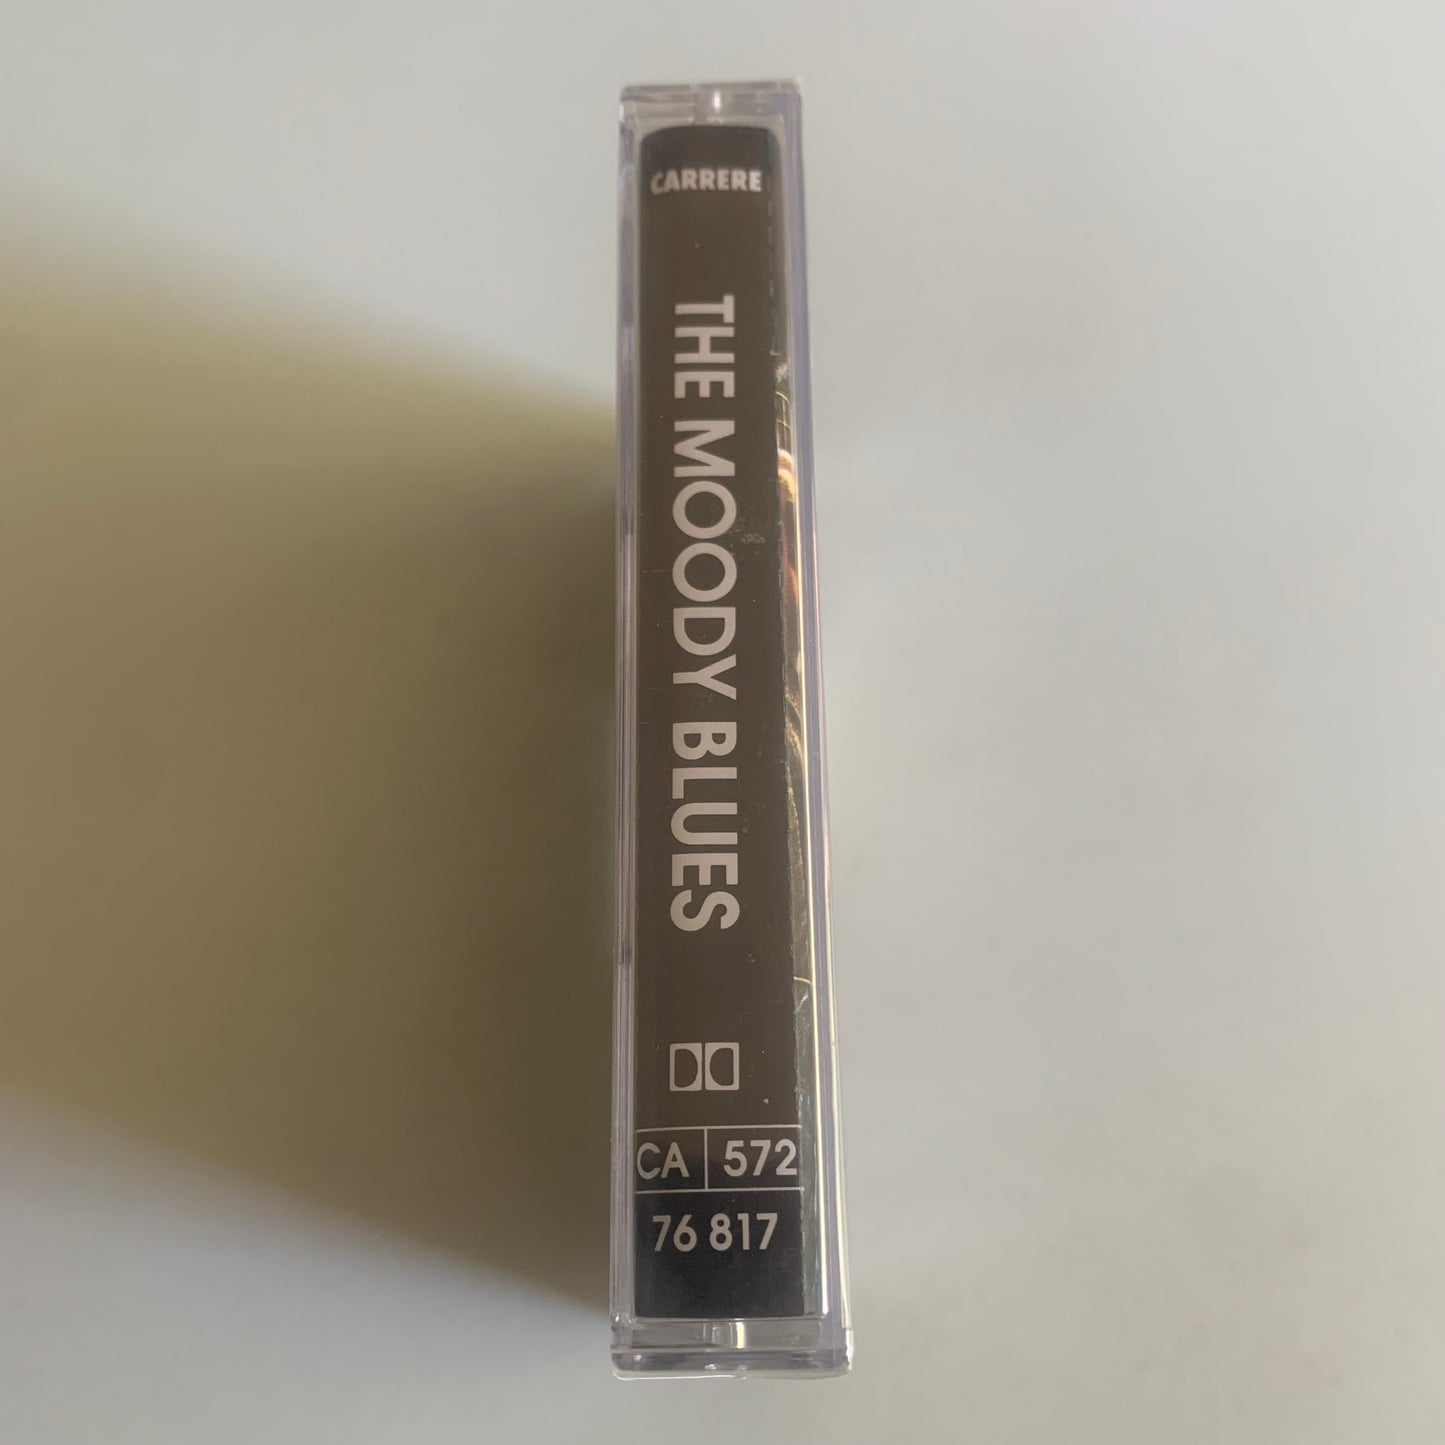 CARRERE
THE MOODY BLUES
CA 572
76 817